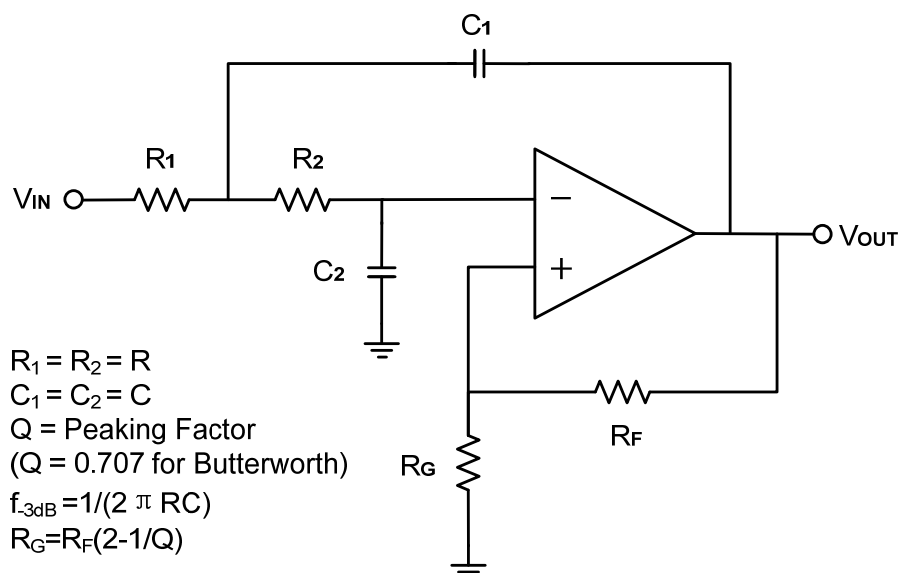 C1
R1
R2
VIN
−
C2
+
VOUT
R1 = R2 = R
C1 = C2 = C
Q = Peaking Factor
(Q = 0.707 for Butterworth)
f-3dB =1/(2 π RC)
RG=RF(2-1/Q)
RF
RG